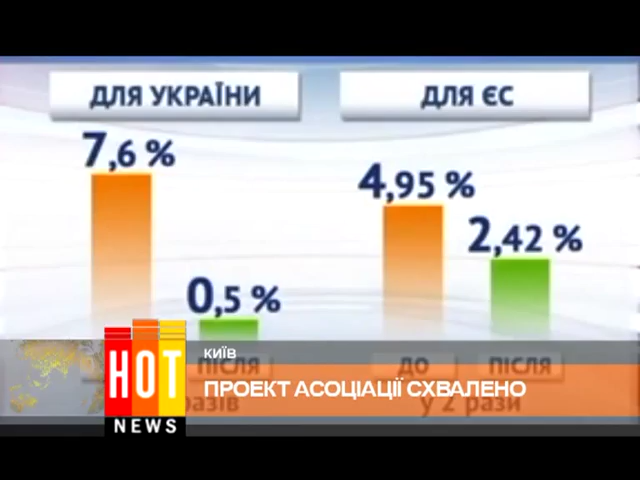 ДЛЯ УКРАЇНИ
ДЛЯ ЄС
7,6 %
4,95 %
2,42 %
0,5 %
ПІСЛЯ
ДО
ПІСЛЯ
у 2 рази
HOT
NEWS
КИЇВ
ПРОЕКТ АСОЦІАЦІЇ СХВАЛЕНО